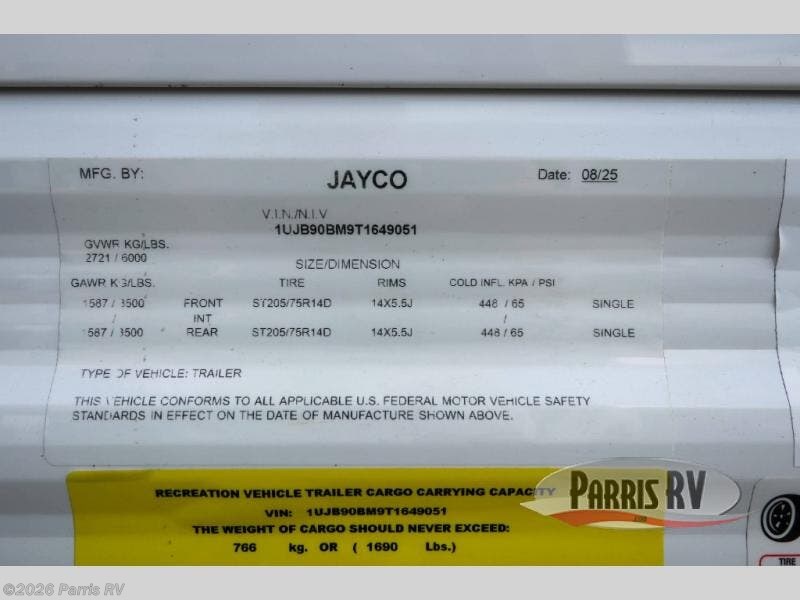 MFG. BY: JAYCO Date: 08/25
V.I.N./N.I.V
1UJB90BM9T1649051
GVWR KG/LBS.
2721 / 6000
SIZE/DIMENSION
GAWR KG/LBS. TIRE RIMS COLD INFL. KPA / PSI
1587 / 3500 FRONT ST205/75R14D 14X5.5J 448 / 65 SINGLE
/ INT /
1587 / 3500 REAR ST205/75R14D 14X5.5J 448 / 65 SINGLE
TYPE OF VEHICLE: TRAILER
THIS VEHICLE CONFORMS TO ALL APPLICABLE U.S. FEDERAL MOTOR VEHICLE SAFETY
STANDARDS IN EFFECT ON THE DATE OF MANUFACTURE SHOWN ABOVE.
RECREATION VEHICLE TRAILER CARGO CARRYING CAPACITY
VIN: 1UJB90BM9T1649051
THE WEIGHT OF CARGO SHOULD NEVER EXCEED:
766 kg. OR ( 1690 Lbs.)
PARRIS RV
TIRE
©2026 Parris RV